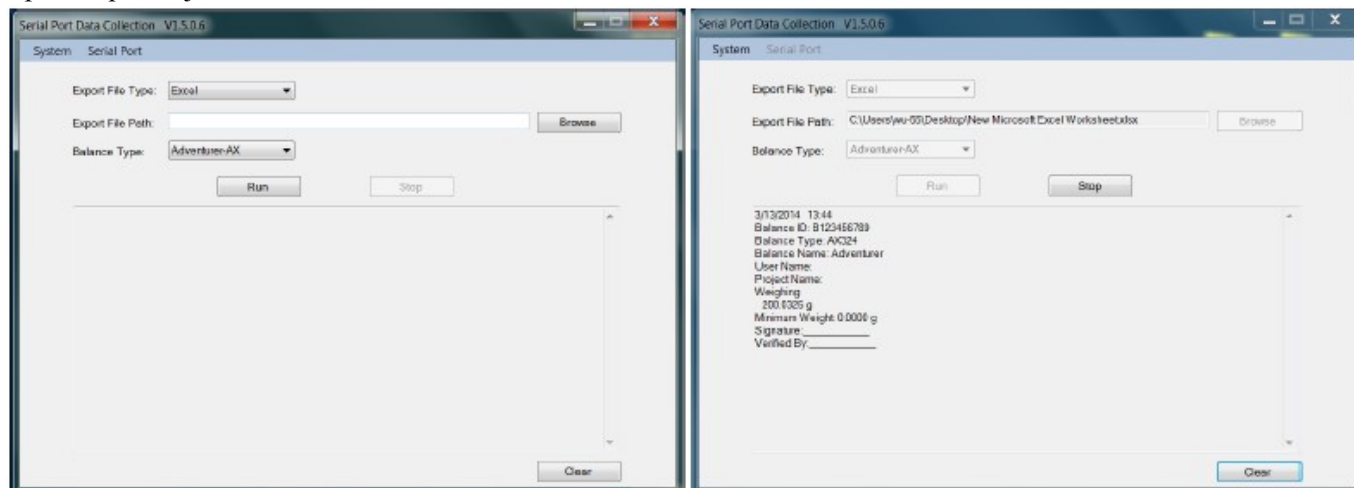 Serial Port Data Collection V1.5.0.6
System Serial Port
Export File Type: Excel
Export File Path: Browse
Balance Type: Adventurer-AX
Run Stop
Clear
Serial Port Data Collection V1.5.0.6
System Serial Port
Export File Type: Excel
Export File Path: C:\Users\wu-55\Desktop\New Microsoft Excel Worksheet.xlsx Browse
Balance Type: Adventurer-AX
Run Stop
3/13/2014 13:44
Balance ID: B123456789
Balance Type: AX324
Balance Name: Adventurer
User Name:
Project Name:
Weighing
200.0325 g
Minimum Weight: 0.0000 g
Signature:____________
Verified By:____________
Clear